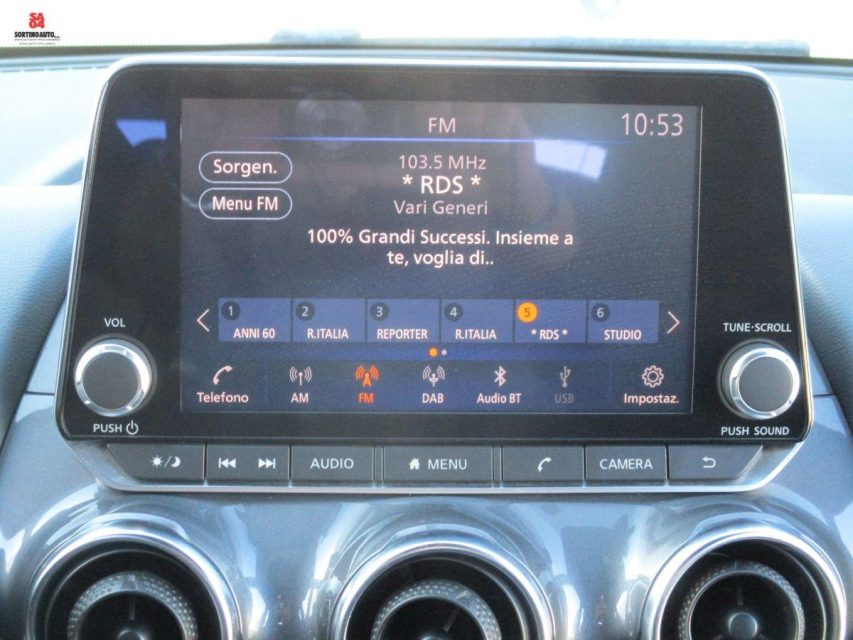 SA
04
SORTINOAUTO
FM
10:53
Sorgen.
Menu FM
103.5 MHz
* RDS *
Vari Generi
100% Grandi Successi. Insieme a
te, voglia di..
1 ANNI 60
2 R.ITALIA
3 REPORTER
4 R.ITALIA
5 * RDS *
6 STUDIO
Telefono
AM
FM
DAB
Audio BT
USB
Impostaz.
VOL
PUSH
TUNE·SCROLL
PUSH SOUND
AUDIO
MENU
CAMERA